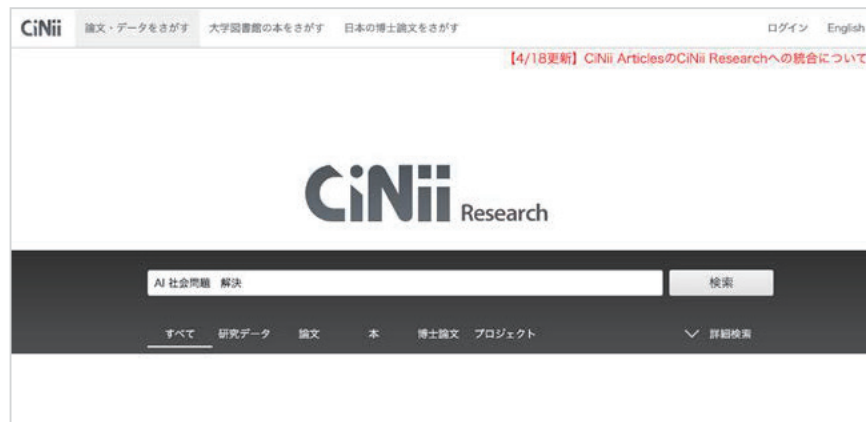 CiNii 論文・データをさがす 大学図書館の本をさがす 日本の博士論文をさがす ログイン English
【4/18更新】CiNii ArticlesのCiNii Researchへの統合について
CiNii Research
AI 社会問題 解決 検索
すべて 研究データ 論文 本 博士論文 プロジェクト 詳細検索